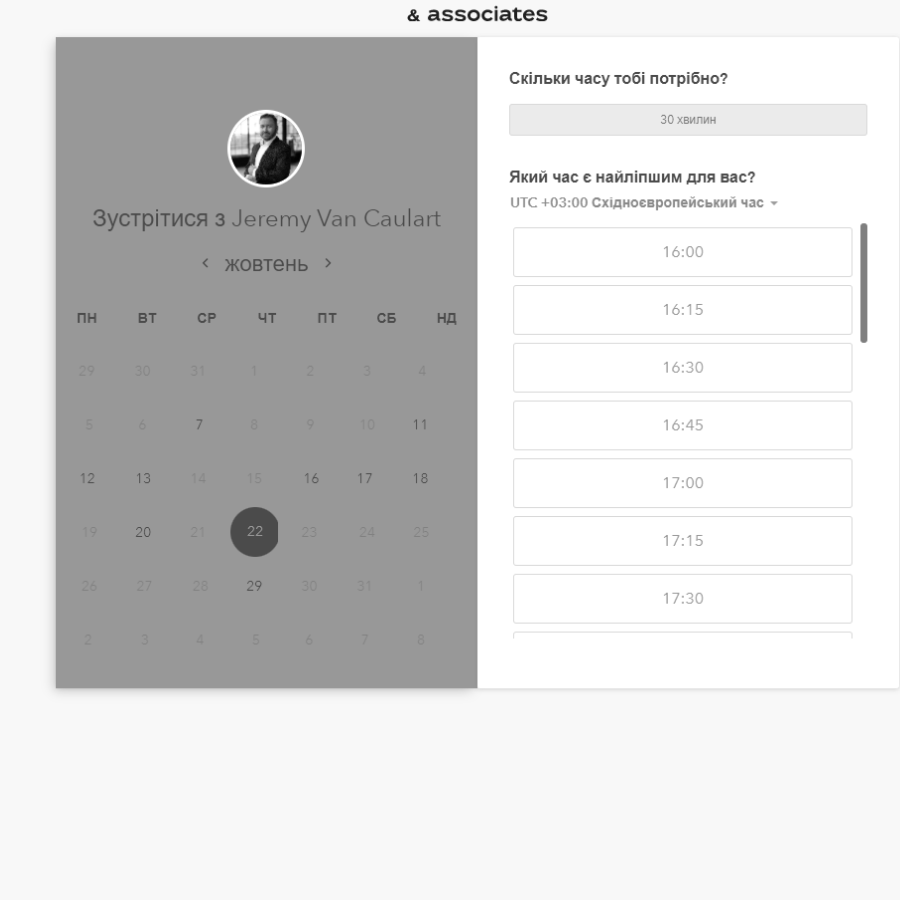 & associates
Зустрітися з Jeremy Van Caulart
жовтень
ПН ВТ СР ЧТ ПТ СБ НД
29 30 31 1 2 3 4
5 6 7 8 9 10 11
12 13 14 15 16 17 18
19 20 21 22 23 24 25
26 27 28 29 30 31 1
2 3 4 5 6 7 8
Скільки часу тобі потрібно?
30 хвилин
Який час є найліпшим для вас?
UTC +03:00 Східноєвропейський час
16:00
16:15
16:30
16:45
17:00
17:15
17:30